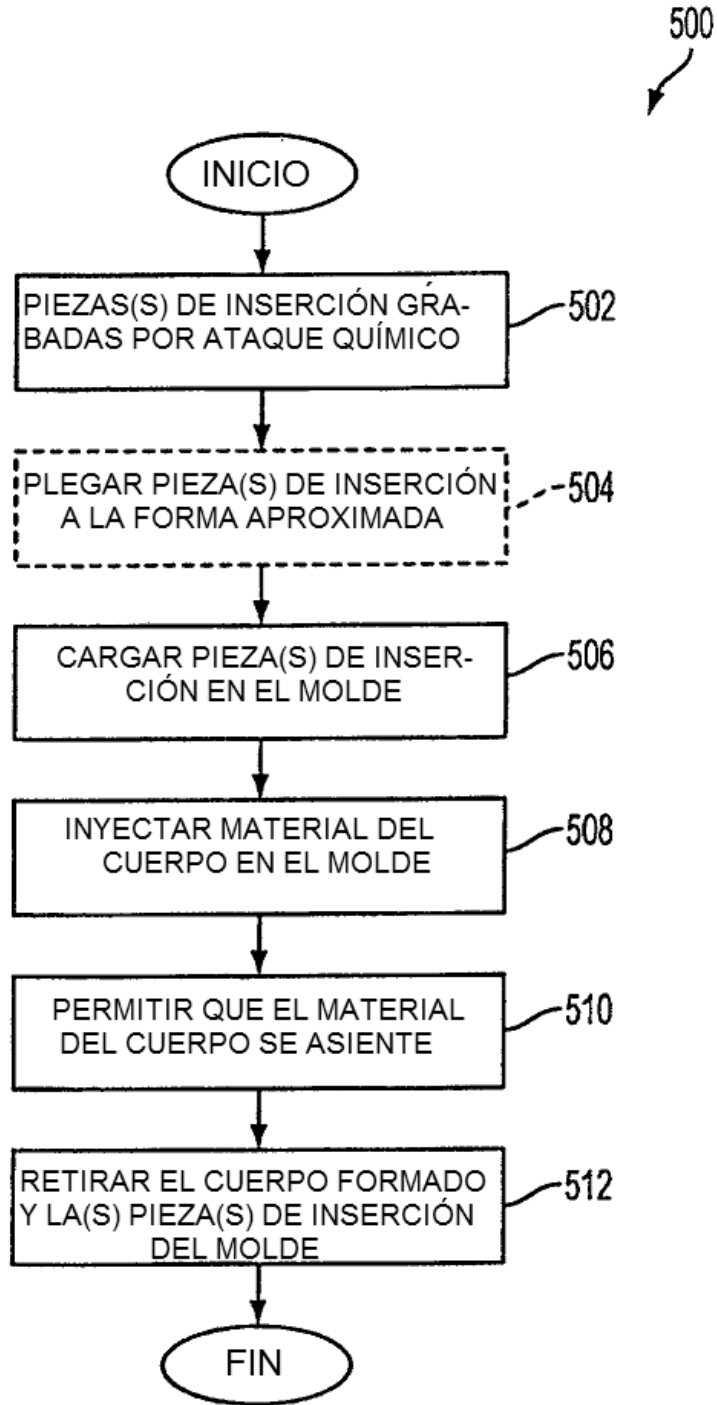 500
INICIO
PIEZAS(S) DE INSERCIÓN GRA-
BADAS POR ATAQUE QUÍMICO
502
PLEGAR PIEZA(S) DE INSERCIÓN
A LA FORMA APROXIMADA
504
CARGAR PIEZA(S) DE INSER-
CIÓN EN EL MOLDE
506
INYECTAR MATERIAL DEL
CUERPO EN EL MOLDE
508
PERMITIR QUE EL MATERIAL
DEL CUERPO SE ASIENTE
510
RETIRAR EL CUERPO FORMADO
Y LA(S) PIEZA(S) DE INSERCIÓN
DEL MOLDE
512
FIN